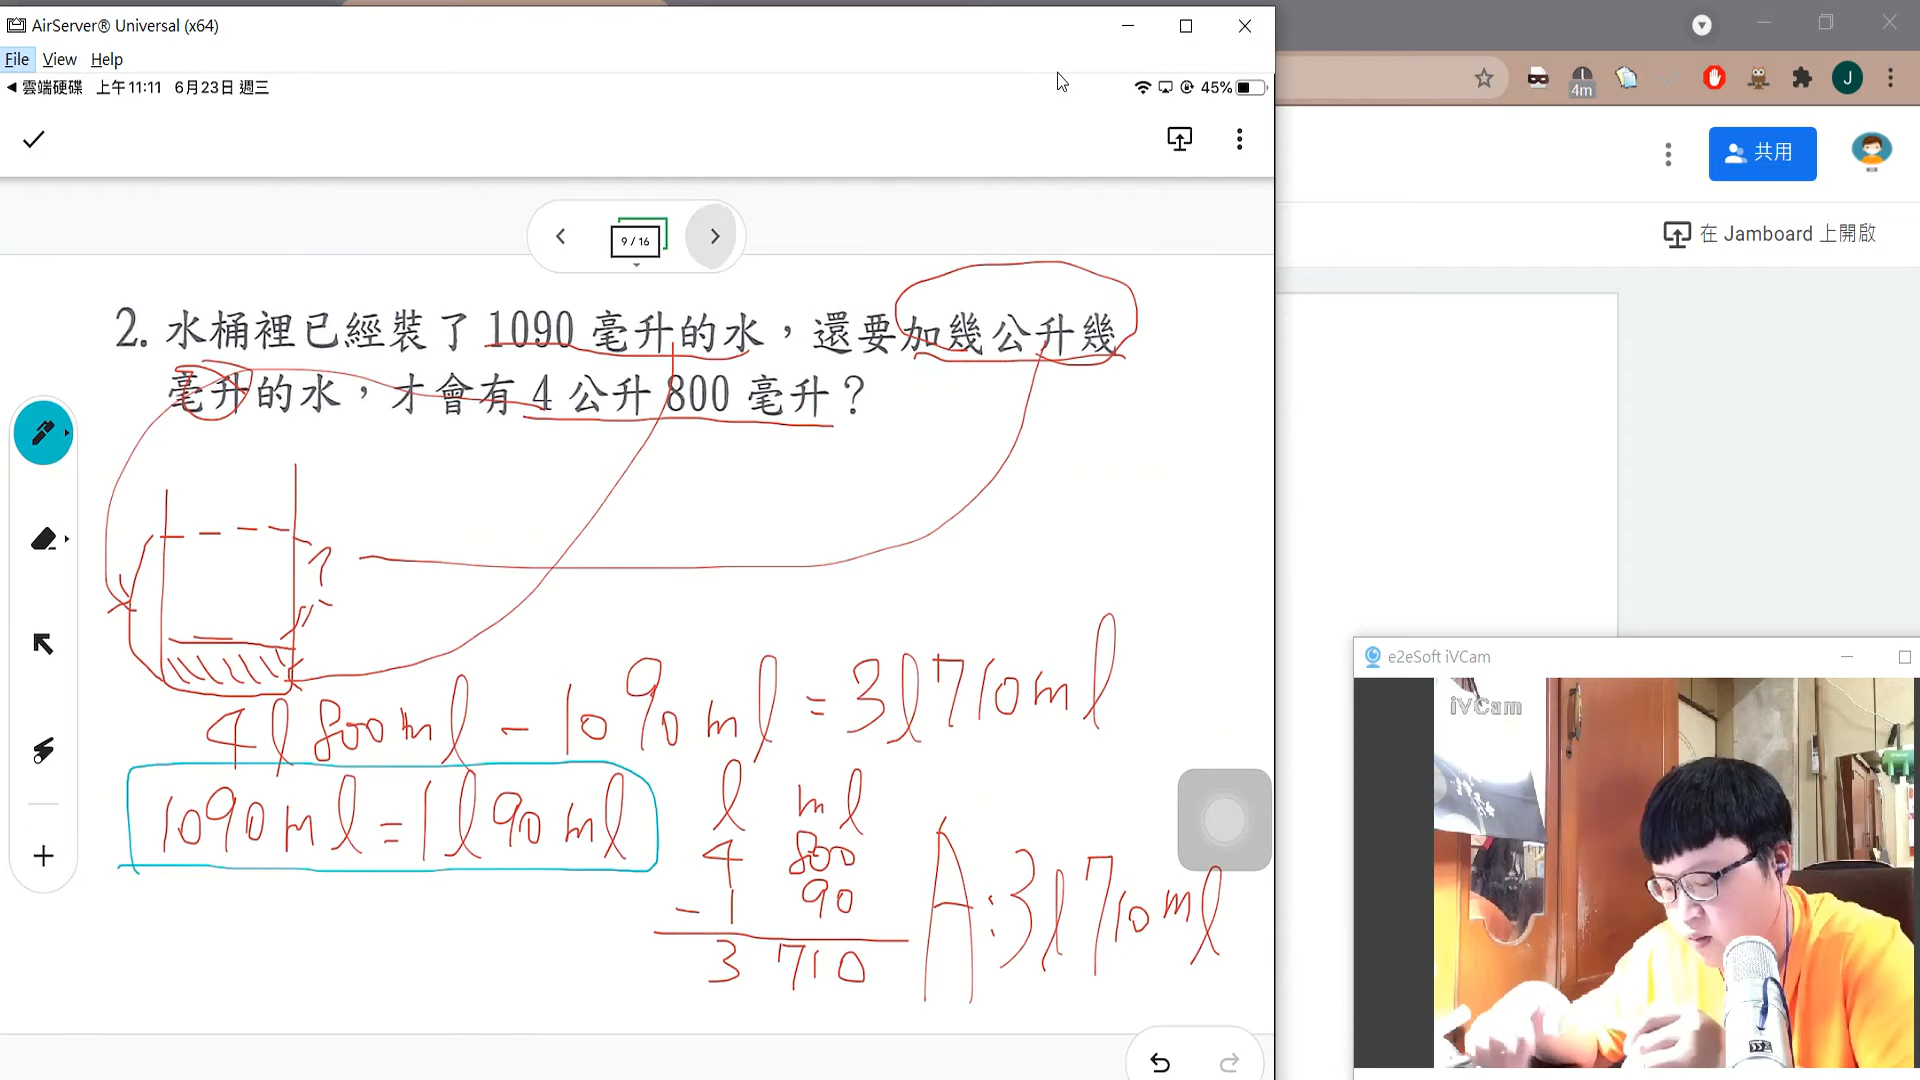 AirServer® Universal (x64)
File View Help
雲端硬碟 上午11:11 6月23日 週三
45%
4m
J
共用
9 / 16
在 Jamboard 上開啟
2. 水桶裡已經裝了 1090 毫升的水，還要加幾公升幾
毫升的水，才會有 4 公升 800 毫升？
?
4l 800ml - 1090ml = 3l 710ml
1090ml = 1l 90ml
l ml
4 800
- 1 90
3 710
A:3l 710ml
e2eSoft iVCam
iVCam